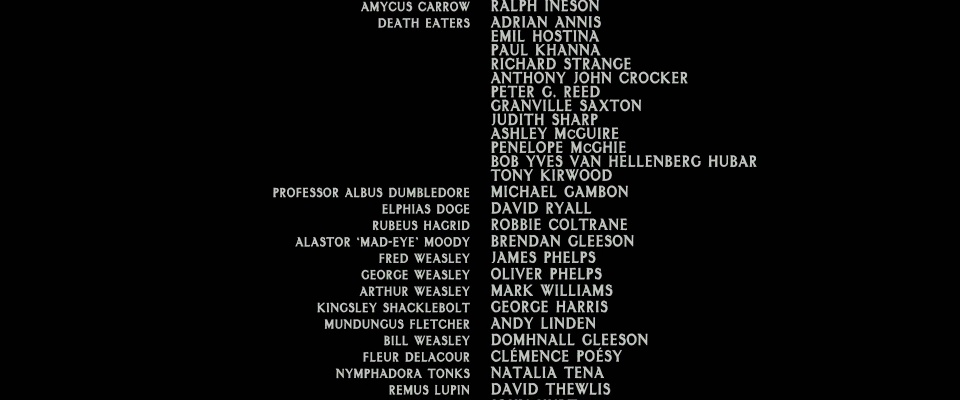 AMYCUS CARROW RALPH INESON
DEATH EATERS ADRIAN ANNIS
EMIL HOSTINA
PAUL KHANNA
RICHARD STRANGE
ANTHONY JOHN CROCKER
PETER G. REED
GRANVILLE SAXTON
JUDITH SHARP
ASHLEY McGUIRE
PENELOPE McGHIE
BOB YVES VAN HELLENBERG HUBAR
TONY KIRWOOD
PROFESSOR ALBUS DUMBLEDORE MICHAEL GAMBON
ELPHIAS DOGE DAVID RYALL
RUBEUS HAGRID ROBBIE COLTRANE
ALASTOR ‘MAD-EYE’ MOODY BRENDAN GLEESON
FRED WEASLEY JAMES PHELPS
GEORGE WEASLEY OLIVER PHELPS
ARTHUR WEASLEY MARK WILLIAMS
KINGSLEY SHACKLEBOLT GEORGE HARRIS
MUNDUNGUS FLETCHER ANDY LINDEN
BILL WEASLEY DOMHNALL GLEESON
FLEUR DELACOUR CLÉMENCE POÉSY
NYMPHADORA TONKS NATALIA TENA
REMUS LUPIN DAVID THEWLIS